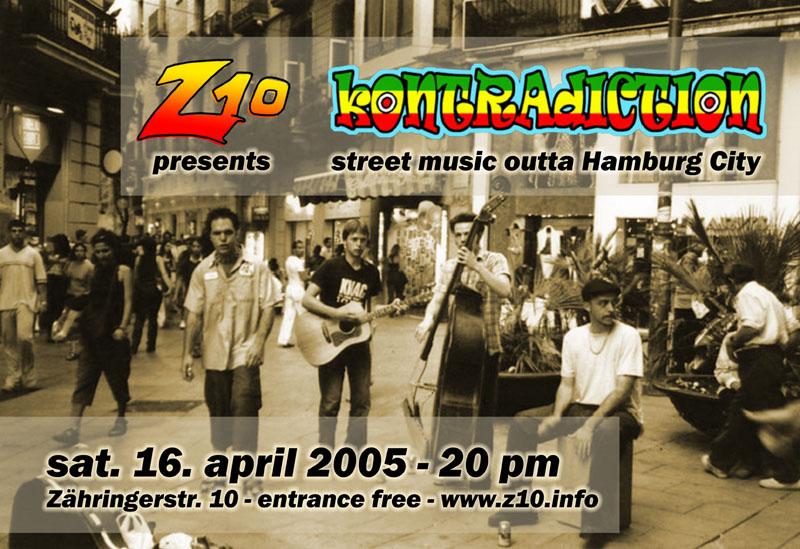 Z10
presents
kontradiction
street music outta Hamburg City
sat. 16. april 2005 - 20 pm
Zähringerstr. 10 - entrance free - www.z10.info